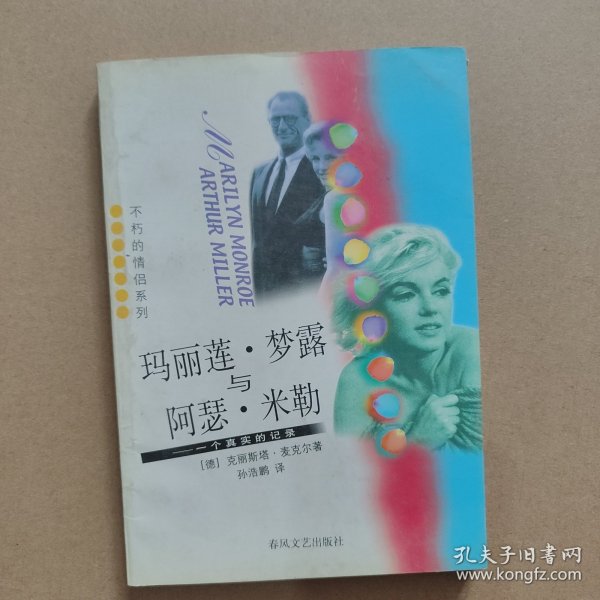 MARILYN MONROE
ARTHUR MILLER
不朽的情侣系列
玛丽莲·梦露
与
阿瑟·米勒
——一个真实的记录
[德] 克丽斯塔·麦克尔著
孙浩鹏 译
春风文艺出版社
孔夫子旧书网
www.kongfz.com